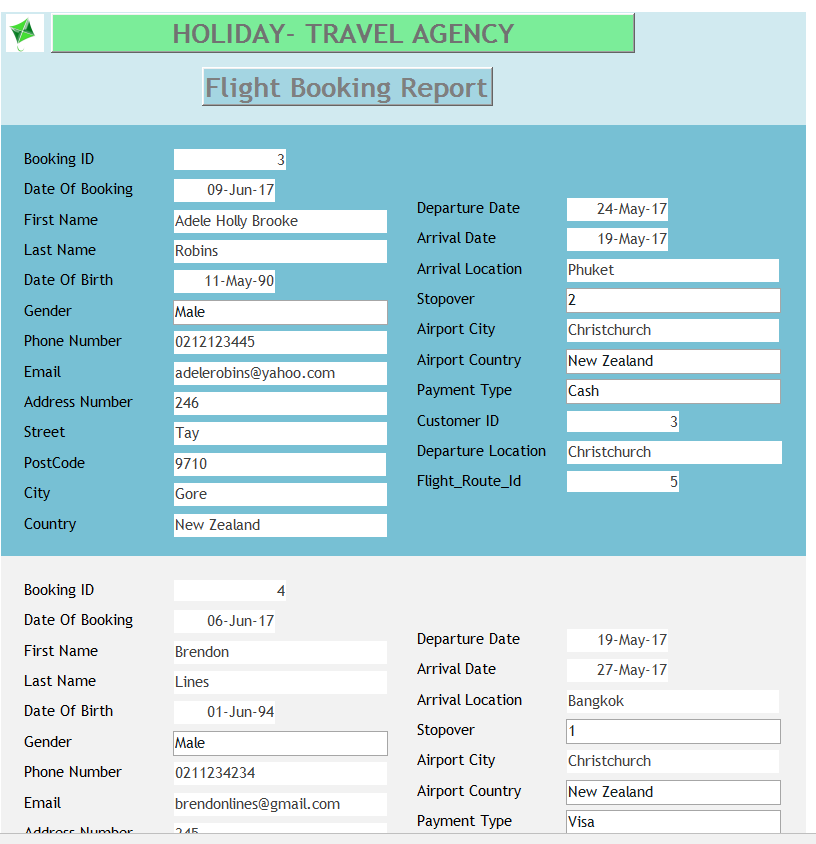 HOLIDAY- TRAVEL AGENCY
Flight Booking Report
Booking ID 3
Date Of Booking 09-Jun-17
First Name Adele Holly Brooke
Last Name Robins
Date Of Birth 11-May-90
Gender Male
Phone Number 0212123445
Email adelerobins@yahoo.com
Address Number 246
Street Tay
PostCode 9710
City Gore
Country New Zealand
Departure Date 24-May-17
Arrival Date 19-May-17
Arrival Location Phuket
Stopover 2
Airport City Christchurch
Airport Country New Zealand
Payment Type Cash
Customer ID 3
Departure Location Christchurch
Flight_Route_Id 5
Booking ID 4
Date Of Booking 06-Jun-17
First Name Brendon
Last Name Lines
Date Of Birth 01-Jun-94
Gender Male
Phone Number 0211234234
Email brendonlines@gmail.com
Address Number 245
Departure Date 19-May-17
Arrival Date 27-May-17
Arrival Location Bangkok
Stopover 1
Airport City Christchurch
Airport Country New Zealand
Payment Type Visa